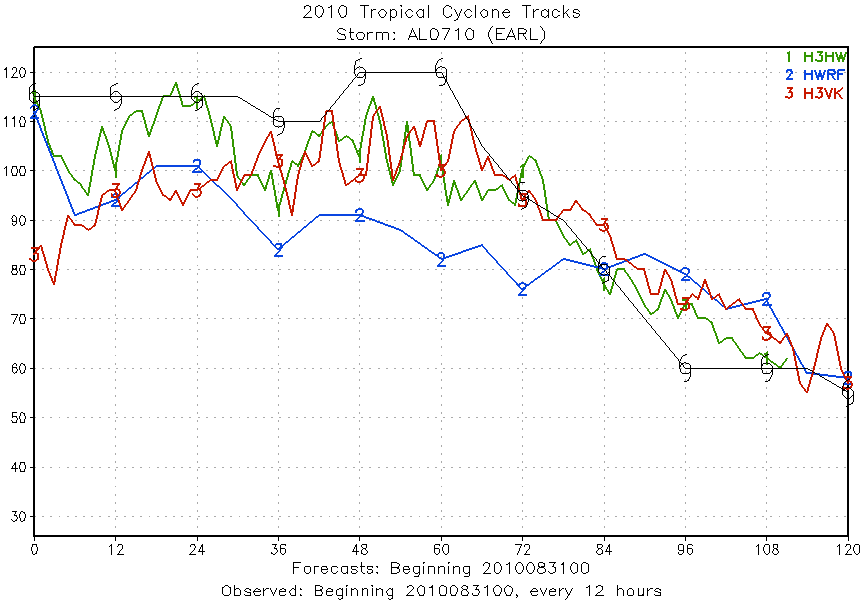 2010 Tropical Cyclone Tracks
Storm: AL0710 (EARL)
1 H3HW
2 HWRF
3 H3VK
120
110
100
90
80
70
60
50
40
30
0 12 24 36 48 60 72 84 96 108 120
Forecasts: Beginning 2010083100
Observed: Beginning 2010083100, every 12 hours